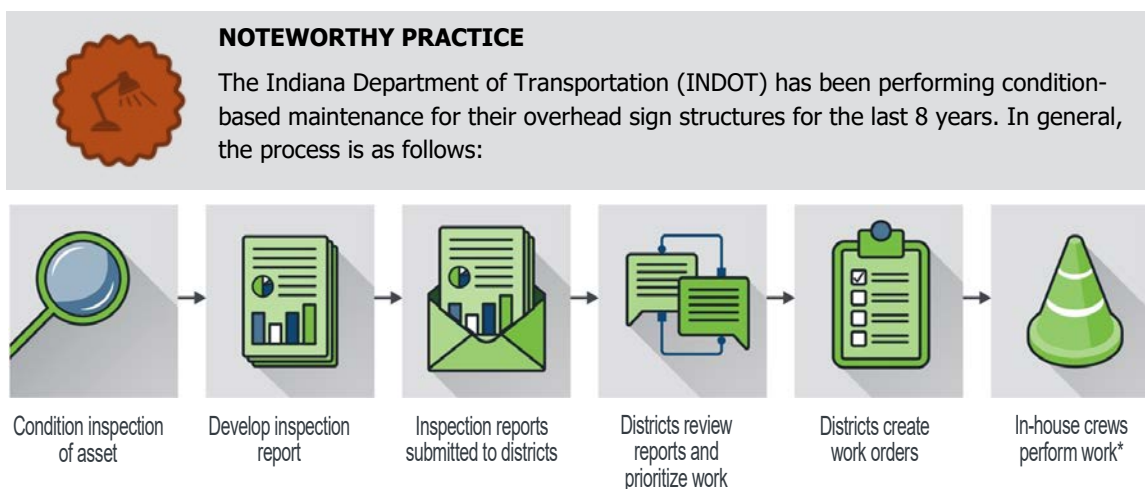 NOTEWORTHY PRACTICE
The Indiana Department of Transportation (INDOT) has been performing condition-
based maintenance for their overhead sign structures for the last 8 years. In general,
the process is as follows:
Condition inspection
of asset
Develop inspection
report
Inspection reports
submitted to districts
Districts review
reports and
prioritize work
Districts create
work orders
In-house crews
perform work*